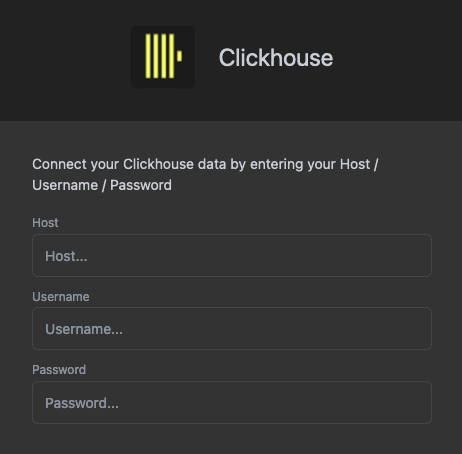 Clickhouse
Connect your Clickhouse data by entering your Host /
Username / Password
Host
Host...
Username
Username...
Password
Password...